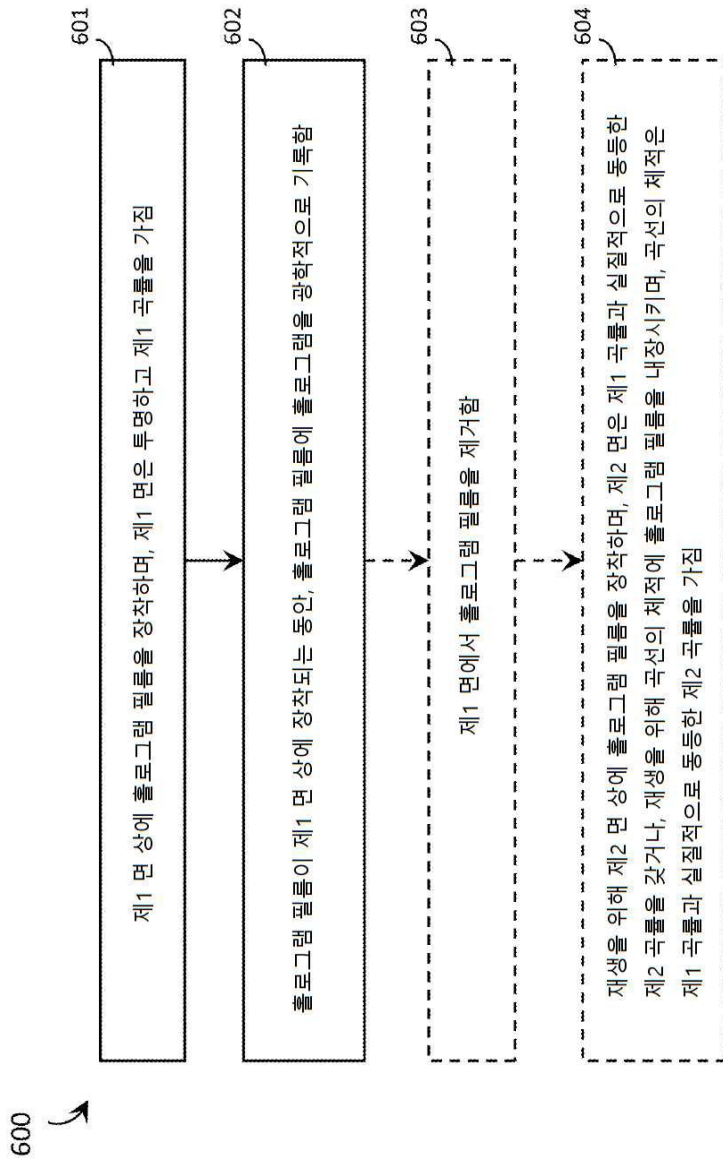 600
601
제1 면 상에 홀로그램 필름을 장착하며, 제1 면은 투명하고 제1 곡률을 가짐
602
홀로그램 필름이 제1 면 상에 장착되는 동안, 홀로그램 필름에 홀로그램을 광학적으로 기록함
603
제1 면에서 홀로그램 필름을 제거함
604
재생을 위해 제2 면 상에 홀로그램 필름을 장착하며, 제2 면은 제1 곡률과 실질적으로 동등한
제2 곡률을 갖거나, 재생을 위해 곡선의 체적에 홀로그램 필름을 내장시키며, 곡선의 체적은
제1 곡률과 실질적으로 동등한 제2 곡률을 가짐